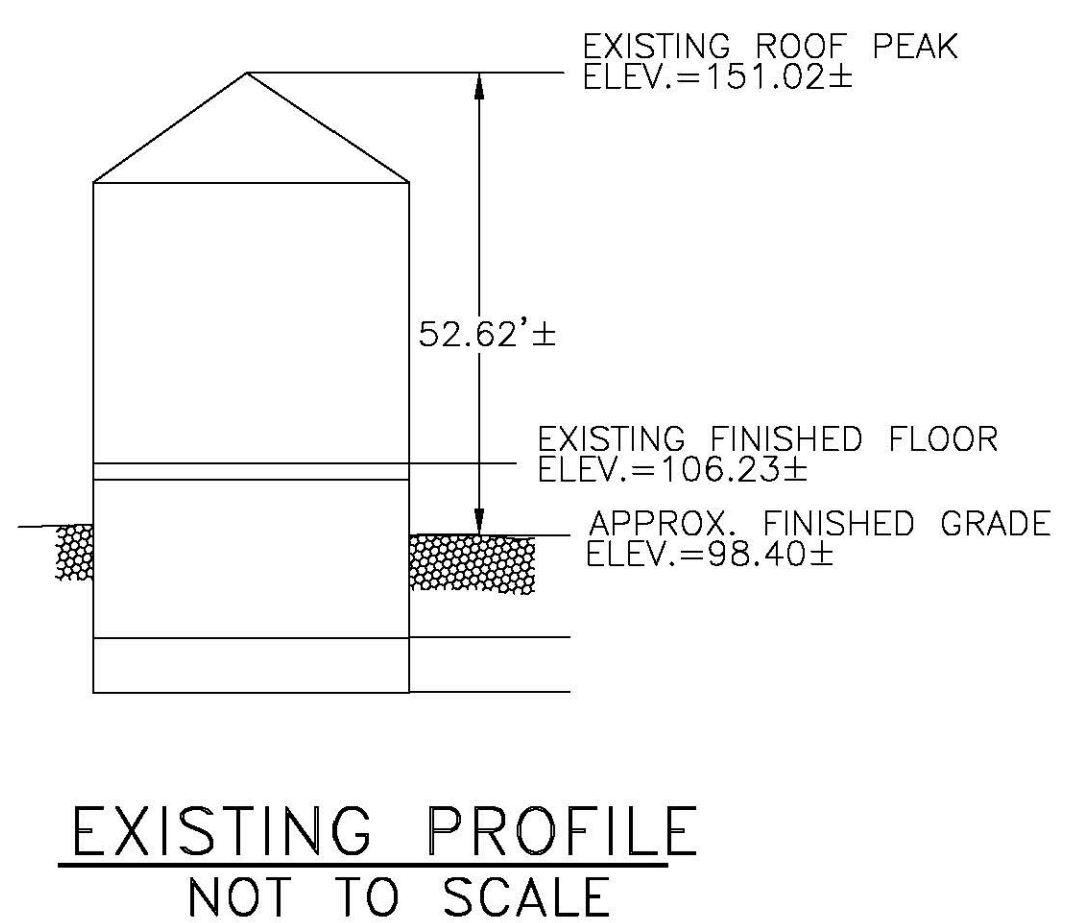 EXISTING ROOF PEAK
ELEV.=151.02±
52.62'±
EXISTING FINISHED FLOOR
ELEV.=106.23±
APPROX. FINISHED GRADE
ELEV.=98.40±
EXISTING PROFILE
NOT TO SCALE